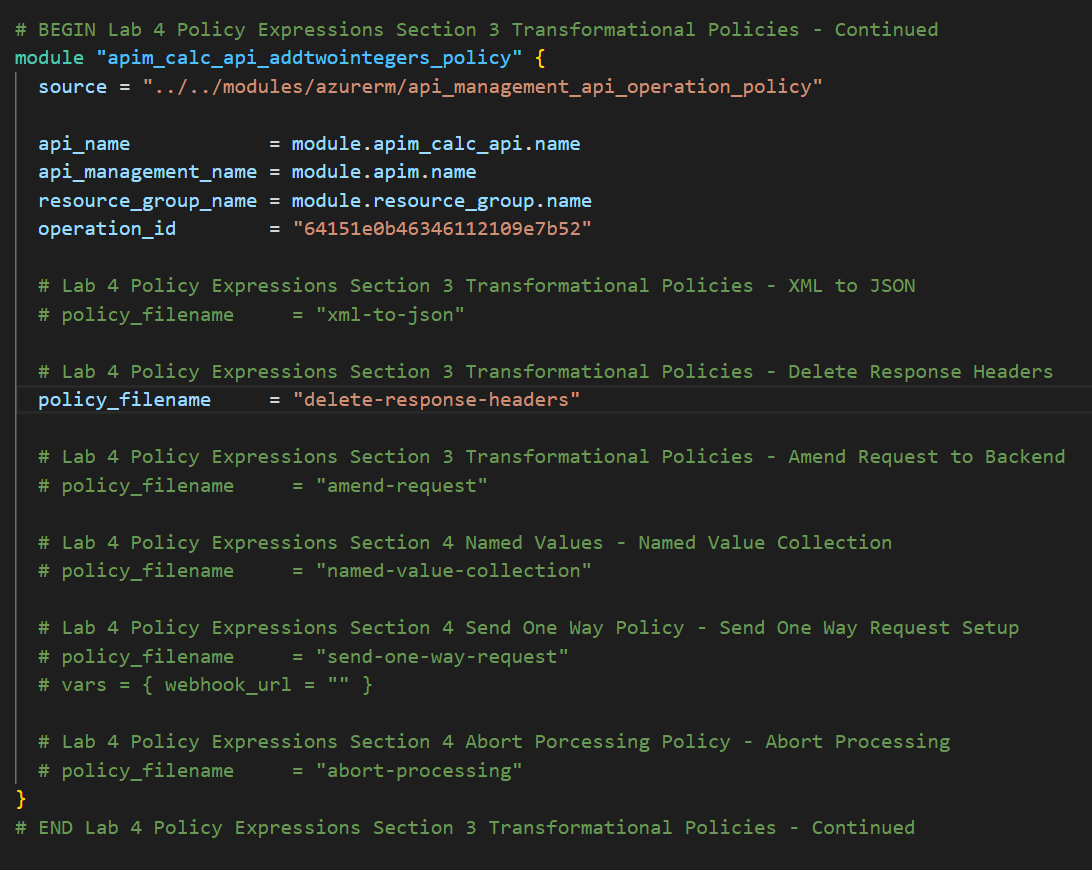 # BEGIN Lab 4 Policy Expressions Section 3 Transformational Policies - Continued
module "apim_calc_api_addtwointegers_policy" {
  source = "../../modules/azurerm/api_management_api_operation_policy"

  api_name            = module.apim_calc_api.name
  api_management_name = module.apim.name
  resource_group_name = module.resource_group.name
  operation_id        = "64151e0b46346112109e7b52"

  # Lab 4 Policy Expressions Section 3 Transformational Policies - XML to JSON
  # policy_filename     = "xml-to-json"

  # Lab 4 Policy Expressions Section 3 Transformational Policies - Delete Response Headers
  policy_filename     = "delete-response-headers"

  # Lab 4 Policy Expressions Section 3 Transformational Policies - Amend Request to Backend
  # policy_filename     = "amend-request"

  # Lab 4 Policy Expressions Section 4 Named Values - Named Value Collection
  # policy_filename     = "named-value-collection"

  # Lab 4 Policy Expressions Section 4 Send One Way Policy - Send One Way Request Setup
  # policy_filename     = "send-one-way-request"
  # vars = { webhook_url = "" }

  # Lab 4 Policy Expressions Section 4 Abort Porcessing Policy - Abort Processing
  # policy_filename     = "abort-processing"
}
# END Lab 4 Policy Expressions Section 3 Transformational Policies - Continued